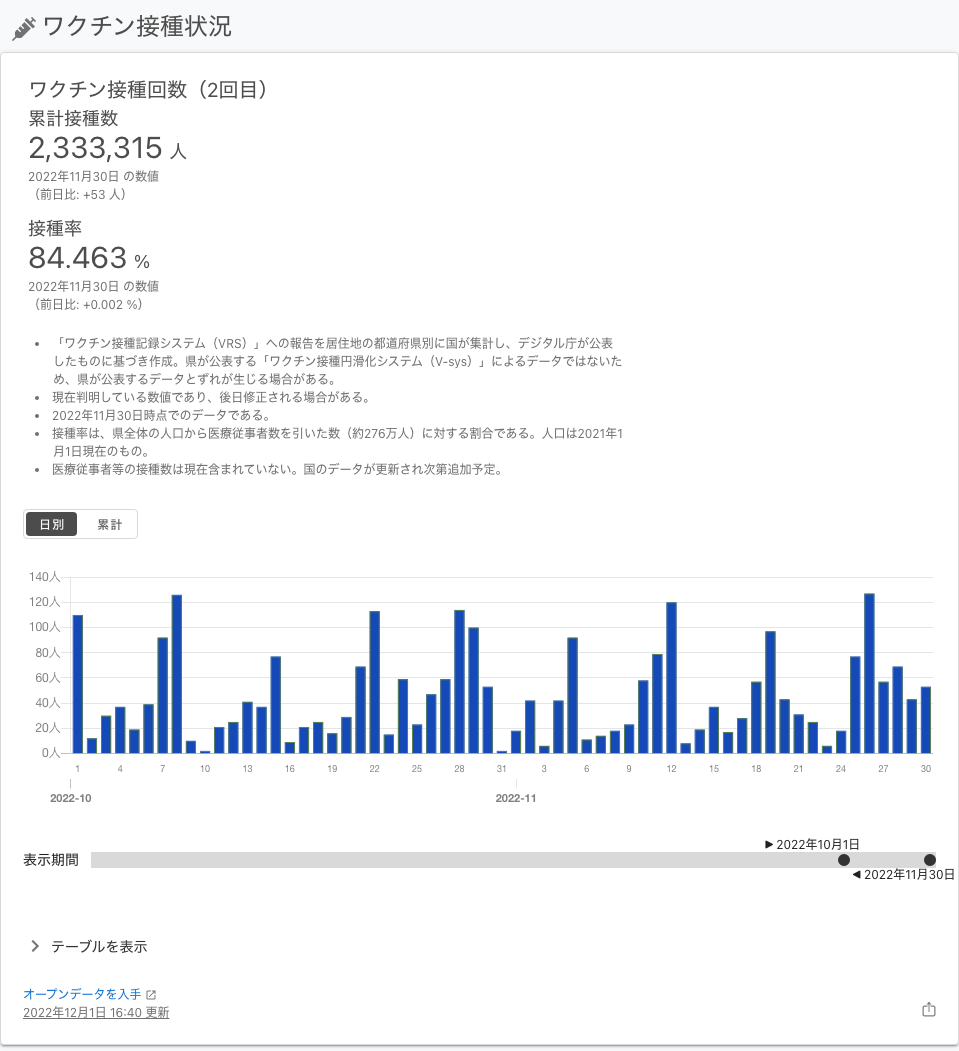 ワクチン接種状況
ワクチン接種回数（2回目）
累計接種数
2,333,315 人
2022年11月30日 の数値
（前日比: +53 人）
接種率
84.463 %
2022年11月30日 の数値
（前日比: +0.002 %）
• 「ワクチン接種記録システム（VRS）」への報告を居住地の都道府県別に国が集計し、デジタル庁が公表
したものに基づき作成。県が公表する「ワクチン接種円滑化システム（V-sys）」によるデータではないた
め、県が公表するデータとずれが生じる場合がある。
• 現在判明している数値であり、後日修正される場合がある。
• 2022年11月30日時点でのデータである。
• 接種率は、県全体の人口から医療従事者数を引いた数（約276万人）に対する割合である。人口は2021年1
月1日現在のもの。
• 医療従事者等の接種数は現在含まれていない。国のデータが更新され次第追加予定。
日別 累計
140人
120人
100人
80人
60人
40人
20人
0人
1 4 7 10 13 16 19 22 25 28 31 3 6 9 12 15 18 21 24 27 30
2022-10 2022-11
▶ 2022年10月1日
表示期間
◀ 2022年11月30日
テーブルを表示
オープンデータを入手
2022年12月1日 16:40 更新